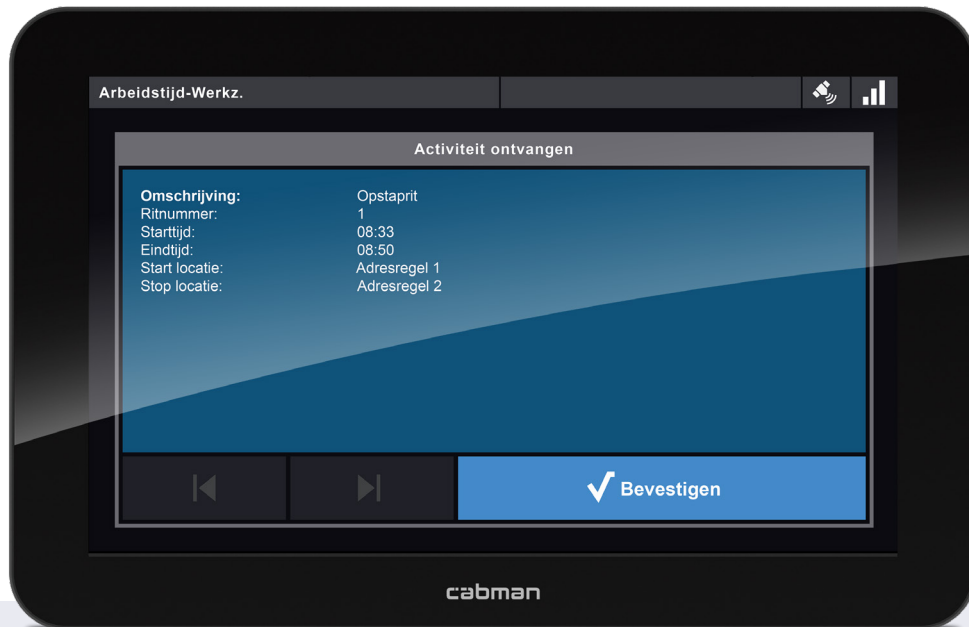 Arbeidstijd-Werkz.
Activiteit ontvangen
Omschrijving: Opstaprit
Ritnummer: 1
Starttijd: 08:33
Eindtijd: 08:50
Start locatie: Adresregel 1
Stop locatie: Adresregel 2
Bevestigen
cabman